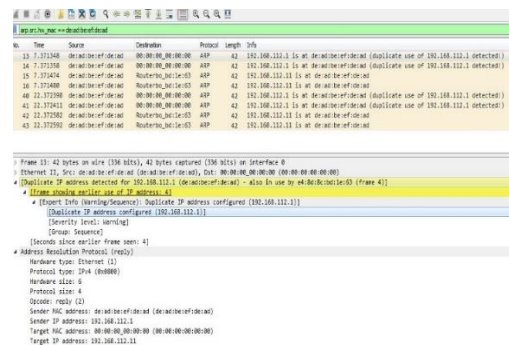 arp.src.hw_mac == de:ad:be:ef:de:ad
No. Time Source Destination Protocol Length Info
13 7.371348 de:ad:be:ef:de:ad 00:00:00_00:00:00 ARP 42 192.168.112.1 is at de:ad:be:ef:de:ad (duplicate use of 192.168.112.1 detected!)
14 7.371358 de:ad:be:ef:de:ad 00:00:00_00:00:00 ARP 42 192.168.112.1 is at de:ad:be:ef:de:ad (duplicate use of 192.168.112.1 detected!)
15 7.371474 de:ad:be:ef:de:ad Routerbo_bd:1e:63 ARP 42 192.168.112.11 is at de:ad:be:ef:de:ad
16 7.371480 de:ad:be:ef:de:ad Routerbo_bd:1e:63 ARP 42 192.168.112.11 is at de:ad:be:ef:de:ad
40 22.372398 de:ad:be:ef:de:ad 00:00:00_00:00:00 ARP 42 192.168.112.1 is at de:ad:be:ef:de:ad (duplicate use of 192.168.112.1 detected!)
41 22.372411 de:ad:be:ef:de:ad 00:00:00_00:00:00 ARP 42 192.168.112.1 is at de:ad:be:ef:de:ad (duplicate use of 192.168.112.1 detected!)
42 22.372582 de:ad:be:ef:de:ad Routerbo_bd:1e:63 ARP 42 192.168.112.11 is at de:ad:be:ef:de:ad
43 22.372592 de:ad:be:ef:de:ad Routerbo_bd:1e:63 ARP 42 192.168.112.11 is at de:ad:be:ef:de:ad
Frame 13: 42 bytes on wire (336 bits), 42 bytes captured (336 bits) on interface 0
Ethernet II, Src: de:ad:be:ef:de:ad (de:ad:be:ef:de:ad), Dst: 00:00:00_00:00:00 (00:00:00:00:00:00)
[Duplicate IP address detected for 192.168.112.1 (de:ad:be:ef:de:ad) - also in use by e4:8d:8c:bd:1e:63 (frame 4)]
[Frame showing earlier use of IP address: 4]
[Expert Info (Warning/Sequence): Duplicate IP address configured (192.168.112.1)]
[Duplicate IP address configured (192.168.112.1)]
[Severity level: Warning]
[Group: Sequence]
[Seconds since earlier frame seen: 4]
Address Resolution Protocol (reply)
Hardware type: Ethernet (1)
Protocol type: IPv4 (0x0800)
Hardware size: 6
Protocol size: 4
Opcode: reply (2)
Sender MAC address: de:ad:be:ef:de:ad (de:ad:be:ef:de:ad)
Sender IP address: 192.168.112.1
Target MAC address: 00:00:00_00:00:00 (00:00:00:00:00:00)
Target IP address: 192.168.112.11